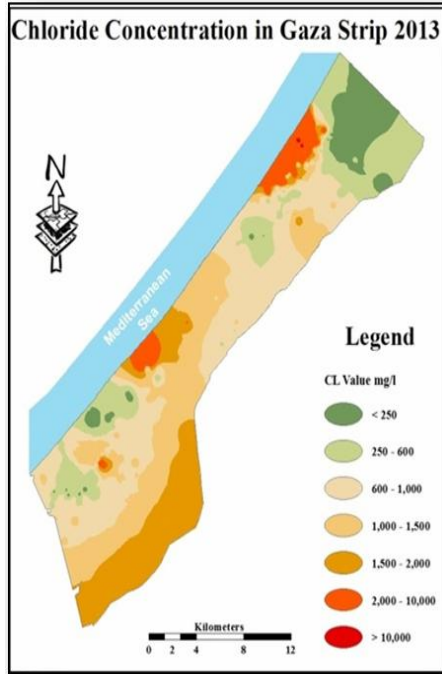 Chloride Concentration in Gaza Strip 2013
N
Mediterranean
Sea
Legend
CL Value mg/l
< 250
250 - 600
600 - 1,000
1,000 - 1,500
1,500 - 2,000
2,000 - 10,000
> 10,000
Kilometers
0 2 4 8 12